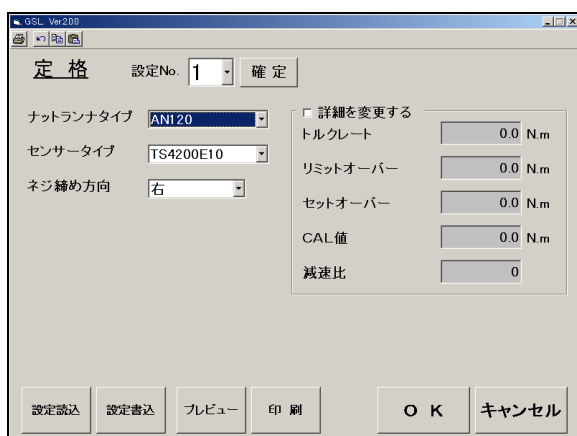 GSL Ver.2.0.0
定 格 設定No. 1 確 定
ナットランナタイプ AN120
センサータイプ TS4200E10
ネジ締め方向 右
詳細を変更する
トルクレート 0.0 N.m
リミットオーバー 0.0 N.m
セットオーバー 0.0 N.m
CAL値 0.0 N.m
減速比 0
設定読込 設定書込 プレビュー 印 刷 O K キャンセル